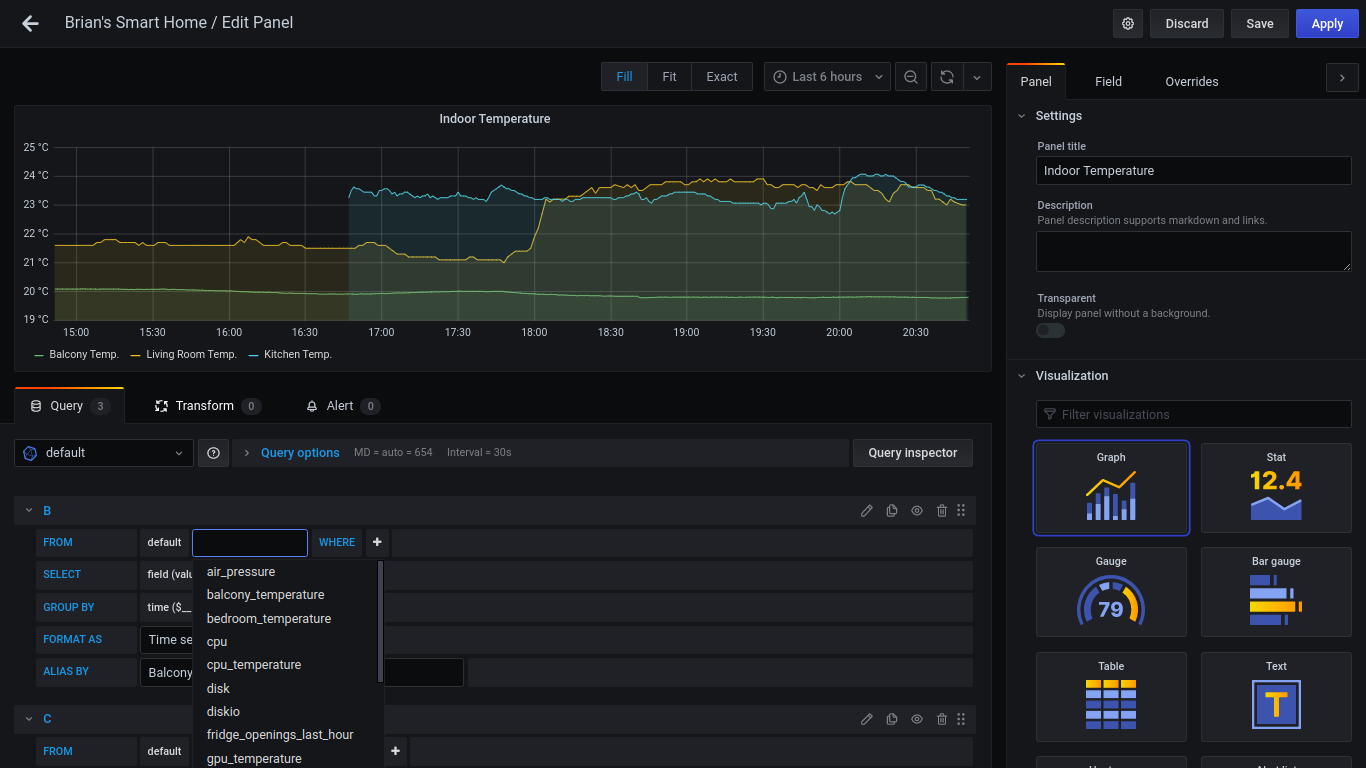 Brian's Smart Home / Edit Panel
Discard
Save
Apply
Fill
Fit
Exact
Last 6 hours
Panel
Field
Overrides
Indoor Temperature
25 °C
24 °C
23 °C
22 °C
21 °C
20 °C
19 °C
15:00
15:30
16:00
16:30
17:00
17:30
18:00
18:30
19:00
19:30
20:00
20:30
Balcony Temp.
Living Room Temp.
Kitchen Temp.
Query 3
Transform 0
Alert 0
default
Query options
MD = auto = 654
Interval = 30s
Query inspector
B
FROM
default
WHERE
+
SELECT
field (valu
GROUP BY
time ($__
FORMAT AS
Time se
ALIAS BY
Balcony
air_pressure
balcony_temperature
bedroom_temperature
cpu
cpu_temperature
disk
diskio
fridge_openings_last_hour
gpu_temperature
C
FROM
default
+
Settings
Panel title
Indoor Temperature
Description
Panel description supports markdown and links.
Transparent
Display panel without a background.
Visualization
Filter visualizations
Graph
Stat
12.4
Gauge
79
Bar gauge
Table
Text
T